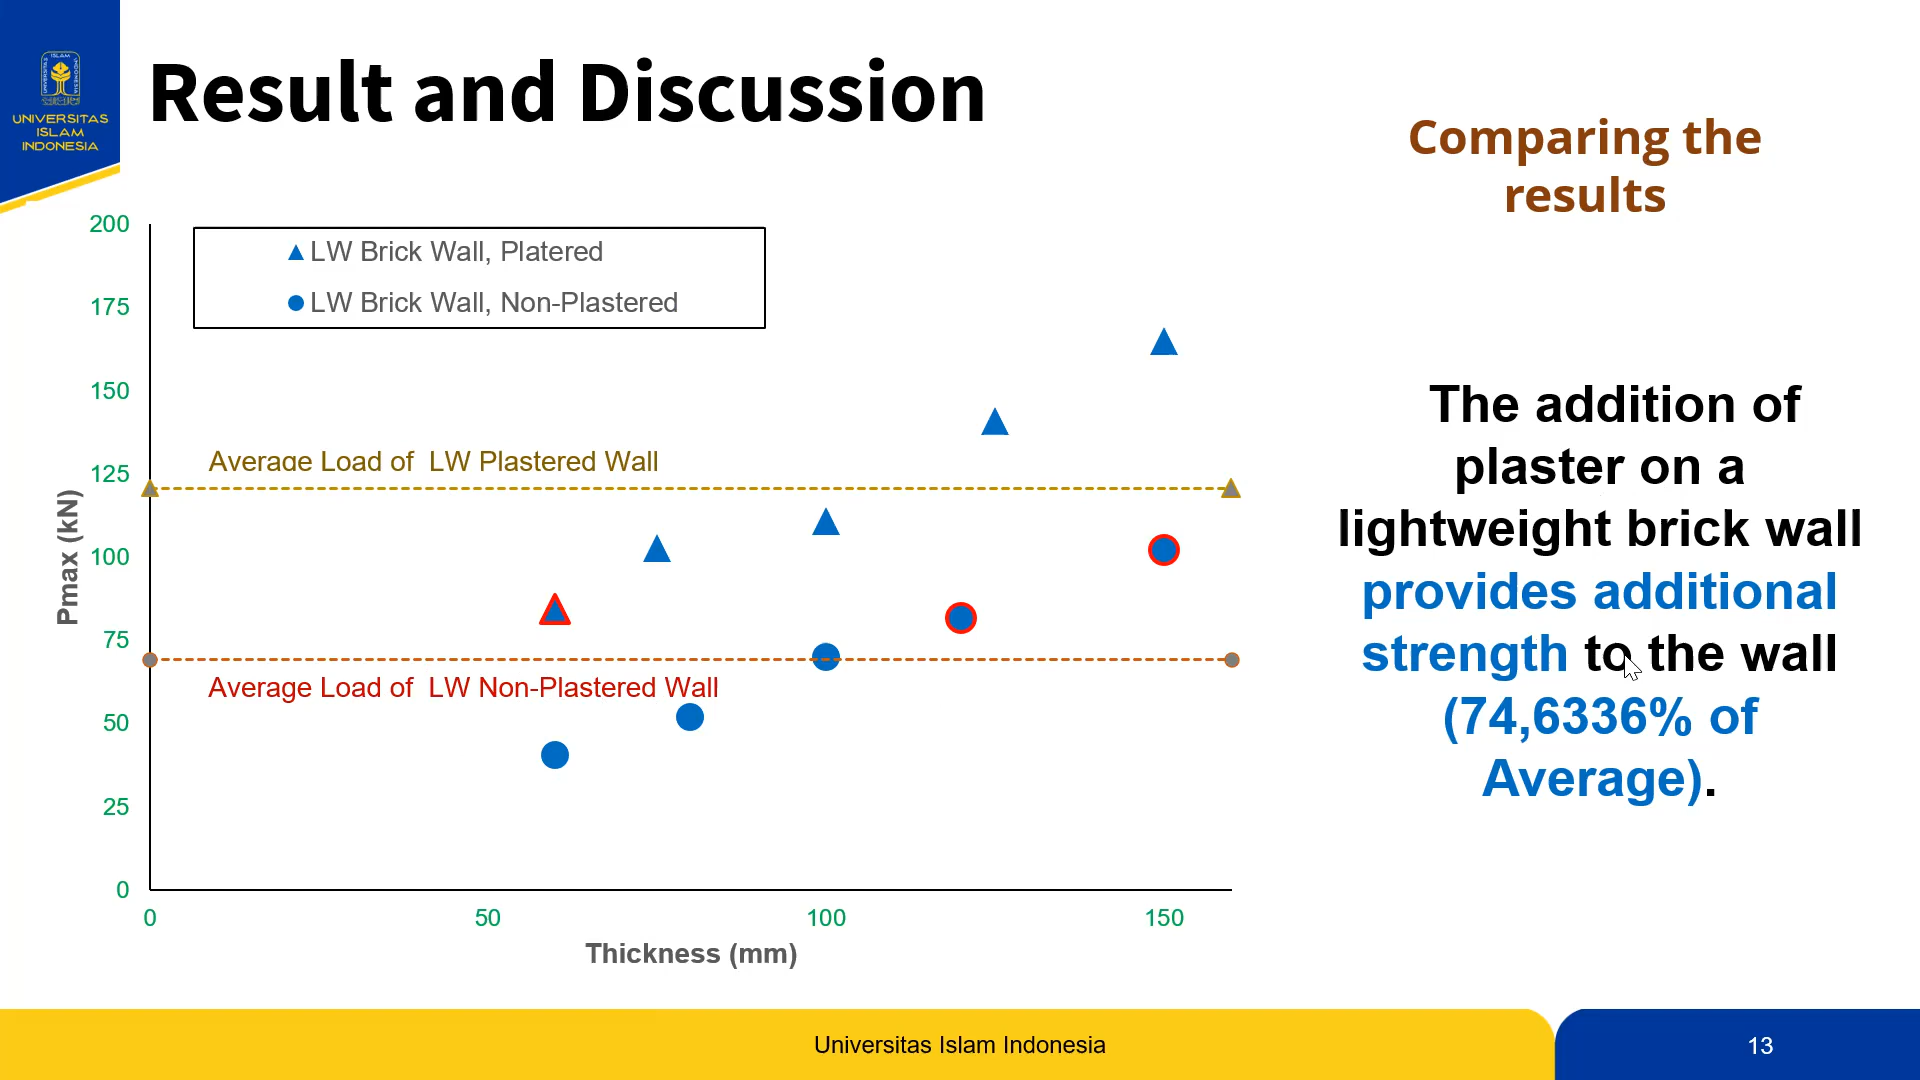 UNIVERSITAS
ISLAM
INDONESIA
Result and Discussion
Comparing the
results
200
175
150
125
100
75
50
25
0
Pmax (kN)
LW Brick Wall, Platered
LW Brick Wall, Non-Plastered
Average Load of LW Plastered Wall
Average Load of LW Non-Plastered Wall
0
50
100
150
Thickness (mm)
The addition of
plaster on a
lightweight brick wall
provides additional
strength to the wall
(74,6336% of
Average).
Universitas Islam Indonesia
13